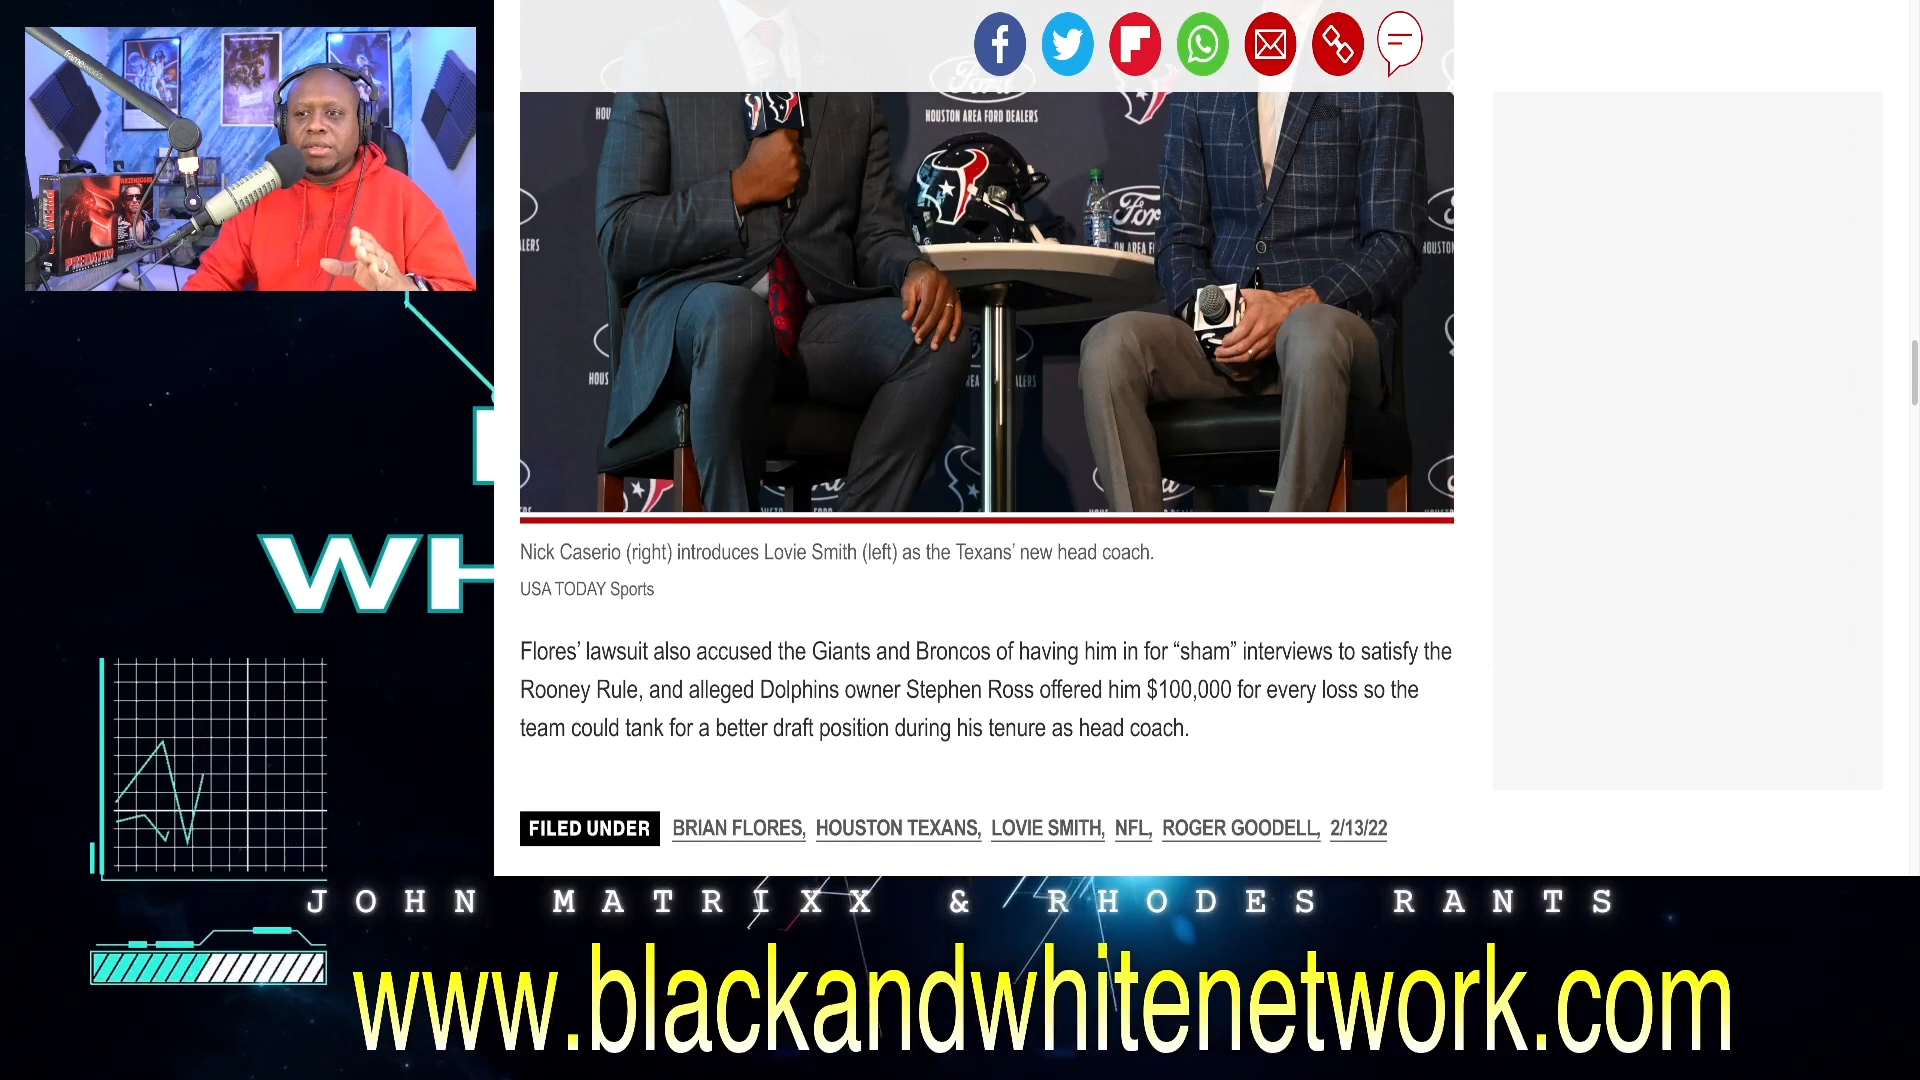 HOUSTON AREA FORD DEALERS
Ford
Nick Caserio (right) introduces Lovie Smith (left) as the Texans’ new head coach.
USA TODAY Sports
Flores’ lawsuit also accused the Giants and Broncos of having him in for “sham” interviews to satisfy the
Rooney Rule, and alleged Dolphins owner Stephen Ross offered him $100,000 for every loss so the
team could tank for a better draft position during his tenure as head coach.
FILED UNDER BRIAN FLORES, HOUSTON TEXANS, LOVIE SMITH, NFL, ROGER GOODELL, 2/13/22
WH
PREDATOR
JOHN MATRIXX & RHODES RANTS
www.blackandwhitenetwork.com